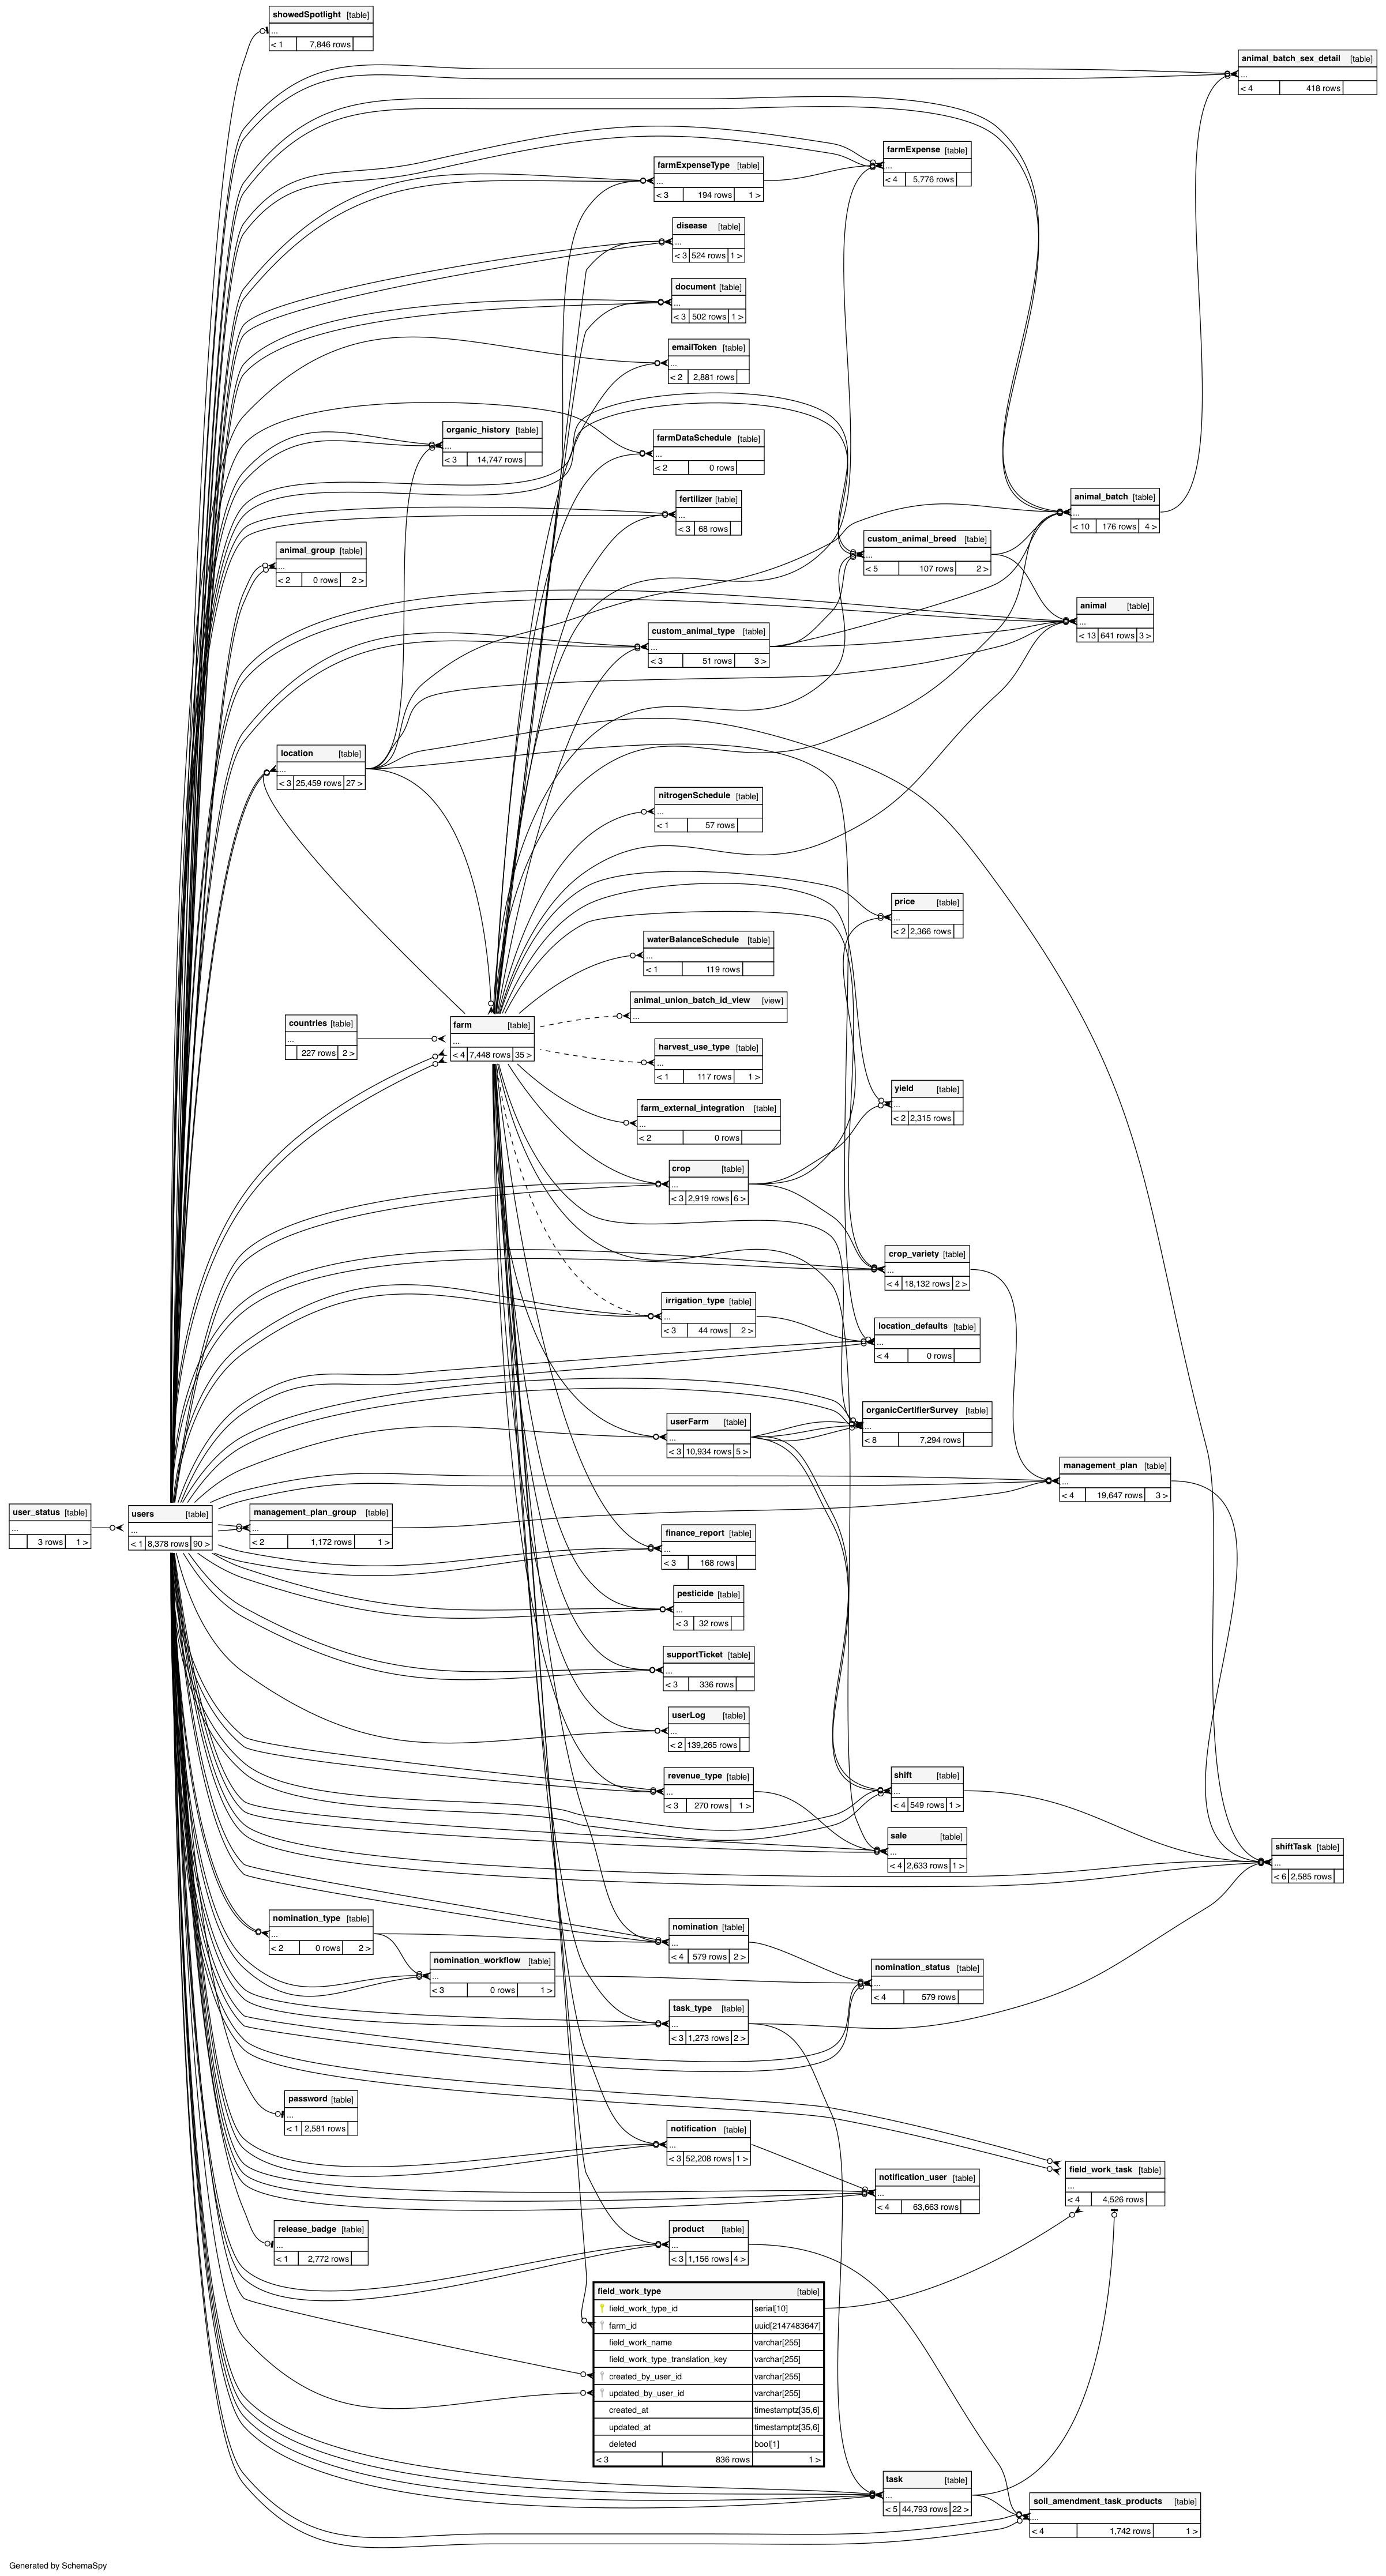 showedSpotlight [table]
...
< 1 7,846 rows
animal_batch_sex_detail [table]
...
< 4 418 rows
farmExpense [table]
...
< 4 5,776 rows
farmExpenseType [table]
...
< 3 194 rows 1 >
disease [table]
...
< 3 524 rows 1 >
document [table]
...
< 3 502 rows 1 >
emailToken [table]
...
< 2 2,881 rows
organic_history [table]
...
< 3 14,747 rows
farmDataSchedule [table]
...
< 2 0 rows
fertilizer [table]
...
< 3 68 rows
animal_batch [table]
...
< 10 176 rows 4 >
custom_animal_breed [table]
...
< 5 107 rows 2 >
animal_group [table]
...
< 2 0 rows 2 >
animal [table]
...
< 13 641 rows 3 >
custom_animal_type [table]
...
< 3 51 rows 3 >
location [table]
...
< 3 25,459 rows 27 >
nitrogenSchedule [table]
...
< 1 57 rows
price [table]
...
< 2 2,366 rows
waterBalanceSchedule [table]
...
< 1 119 rows
animal_union_batch_id_view [view]
...
countries [table]
...
227 rows 2 >
farm [table]
...
< 4 7,448 rows 35 >
harvest_use_type [table]
...
< 1 117 rows 1 >
yield [table]
...
< 2 2,315 rows
farm_external_integration [table]
...
< 2 0 rows
crop [table]
...
< 3 2,919 rows 6 >
crop_variety [table]
...
< 4 18,132 rows 2 >
irrigation_type [table]
...
< 3 44 rows 2 >
location_defaults [table]
...
< 4 0 rows
organicCertifierSurvey [table]
...
< 8 7,294 rows
userFarm [table]
...
< 3 10,934 rows 5 >
management_plan [table]
...
< 4 19,647 rows 3 >
user_status [table]
...
3 rows 1 >
users [table]
...
< 1 8,378 rows 90 >
management_plan_group [table]
...
< 2 1,172 rows 1 >
finance_report [table]
...
< 3 168 rows
pesticide [table]
...
< 3 32 rows
supportTicket [table]
...
< 3 336 rows
userLog [table]
...
< 2 139,265 rows
revenue_type [table]
...
< 3 270 rows 1 >
shift [table]
...
< 4 549 rows 1 >
sale [table]
...
< 4 2,633 rows 1 >
shiftTask [table]
...
< 6 2,585 rows
nomination_type [table]
...
< 2 0 rows 2 >
nomination [table]
...
< 4 579 rows 2 >
nomination_workflow [table]
...
< 3 0 rows 1 >
nomination_status [table]
...
< 4 579 rows
task_type [table]
...
< 3 1,273 rows 2 >
password [table]
...
< 1 2,581 rows
notification [table]
...
< 3 52,208 rows 1 >
field_work_task [table]
...
< 4 4,526 rows
notification_user [table]
...
< 4 63,663 rows
release_badge [table]
...
< 1 2,772 rows
product [table]
...
< 3 1,156 rows 4 >
field_work_type [table]
field_work_type_id serial[10]
farm_id uuid[2147483647]
field_work_name varchar[255]
field_work_type_translation_key varchar[255]
created_by_user_id varchar[255]
updated_by_user_id varchar[255]
created_at timestamptz[35,6]
updated_at timestamptz[35,6]
deleted bool[1]
< 3 836 rows 1 >
task [table]
...
< 5 44,793 rows 22 >
soil_amendment_task_products [table]
...
< 4 1,742 rows 1 >
Generated by SchemaSpy